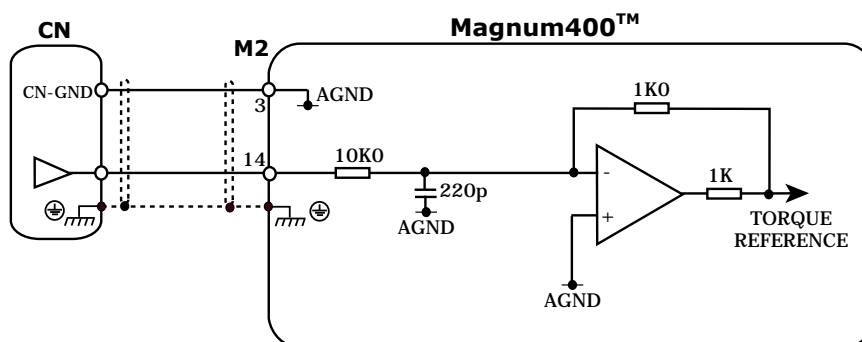 CN
M2
Magnum400™
CN-GND
3
AGND
1K0
14
10K0
220p
AGND
-
+
1K
TORQUE
REFERENCE
AGND